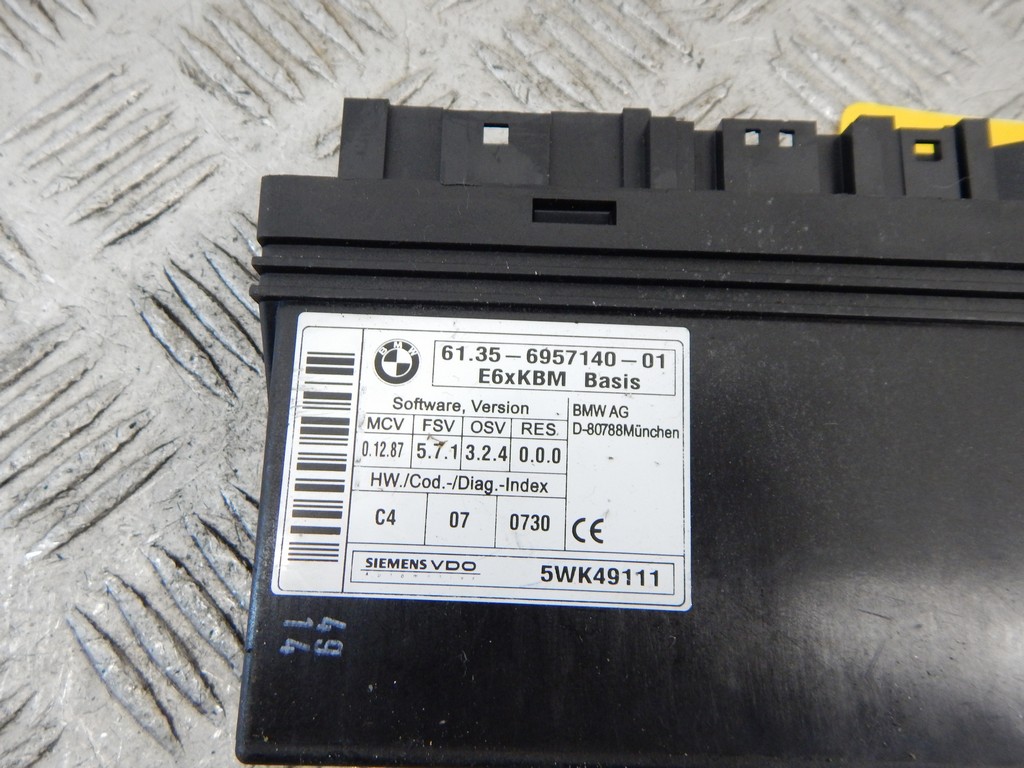 BMW
61.35-6957140-01
E6xKBM Basis
Software, Version
MCV FSV OSV RES.
0.12.87 5.7.1 3.2.4 0.0.0
BMW AG
D-80788München
HW./Cod.-/Diag.-Index
C4 07 0730
CE
SIEMENS VDO
Automotive
5WK49111
49
14